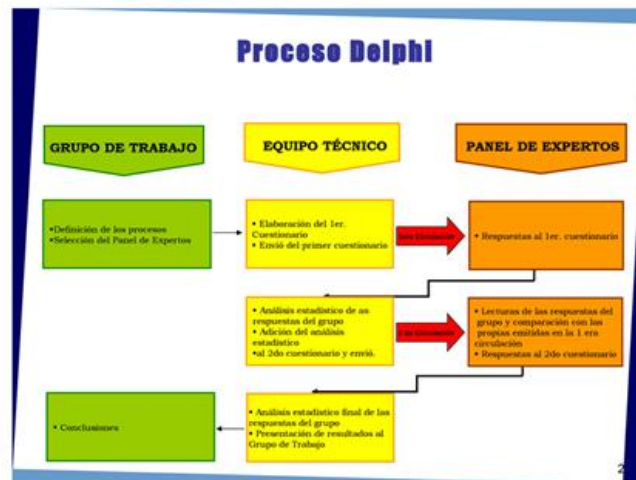 Proceso Delphi
GRUPO DE TRABAJO
EQUIPO TÉCNICO
PANEL DE EXPERTOS
•Definición de los procesos
•Selección del Panel de Expertos
• Elaboración del 1er.
Cuestionario
• Envió del primer cuestionario
• Respuestas al 1er. cuestionario
• Análisis estadístico de as
respuestas del grupo
• Adición del análisis
estadístico
•al 2do cuestionario y envió.
• Lecturas de las respuestas del
grupo y comparación con las
propias emitidas en la 1 era
circulación
• Respuestas al 2do cuestionario
• Conclusiones
• Análisis estadístico final de las
respuestas del grupo
• Presentación de resultados al
Grupo de Trabajo
2